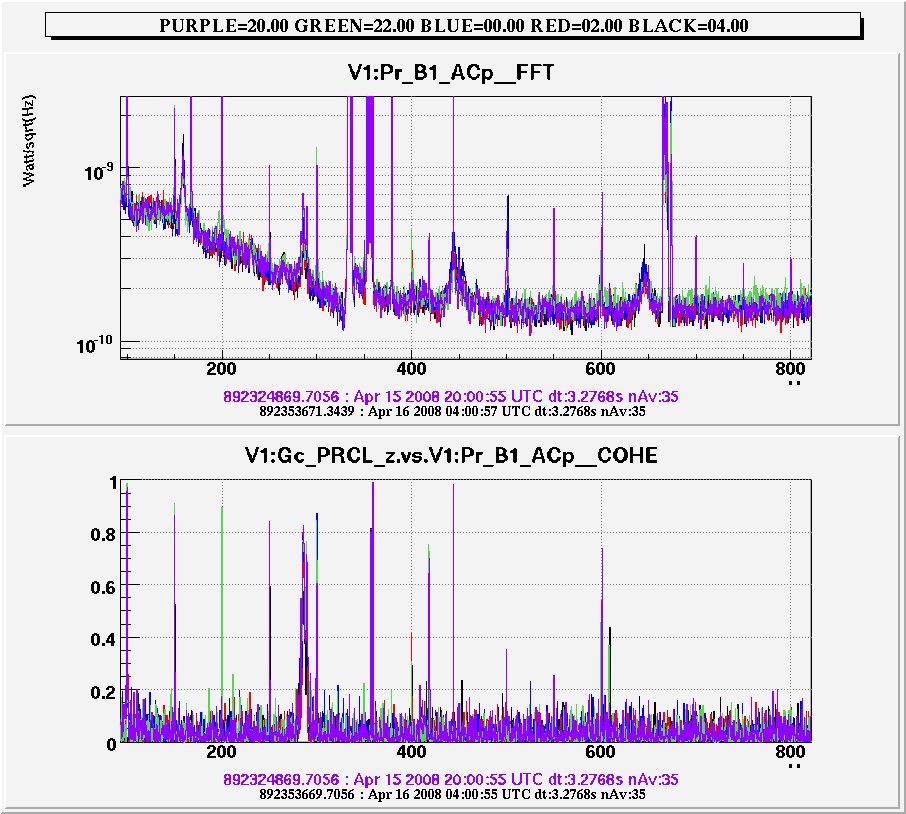 PURPLE=20.00 GREEN=22.00 BLUE=00.00 RED=02.00 BLACK=04.00
V1:Pr_B1_ACp__FFT
Watt/sqrt(Hz)
10-9
10-10
200 400 600 800
892324869.7056 : Apr 15 2008 20:00:55 UTC dt:3.2768s nAv:35
892353671.3439 : Apr 16 2008 04:00:57 UTC dt:3.2768s nAv:35
V1:Gc_PRCL_z.vs.V1:Pr_B1_ACp__COHE
1
0.8
0.6
0.4
0.2
0
200 400 600 800
892324869.7056 : Apr 15 2008 20:00:55 UTC dt:3.2768s nAv:35
892353669.7056 : Apr 16 2008 04:00:55 UTC dt:3.2768s nAv:35